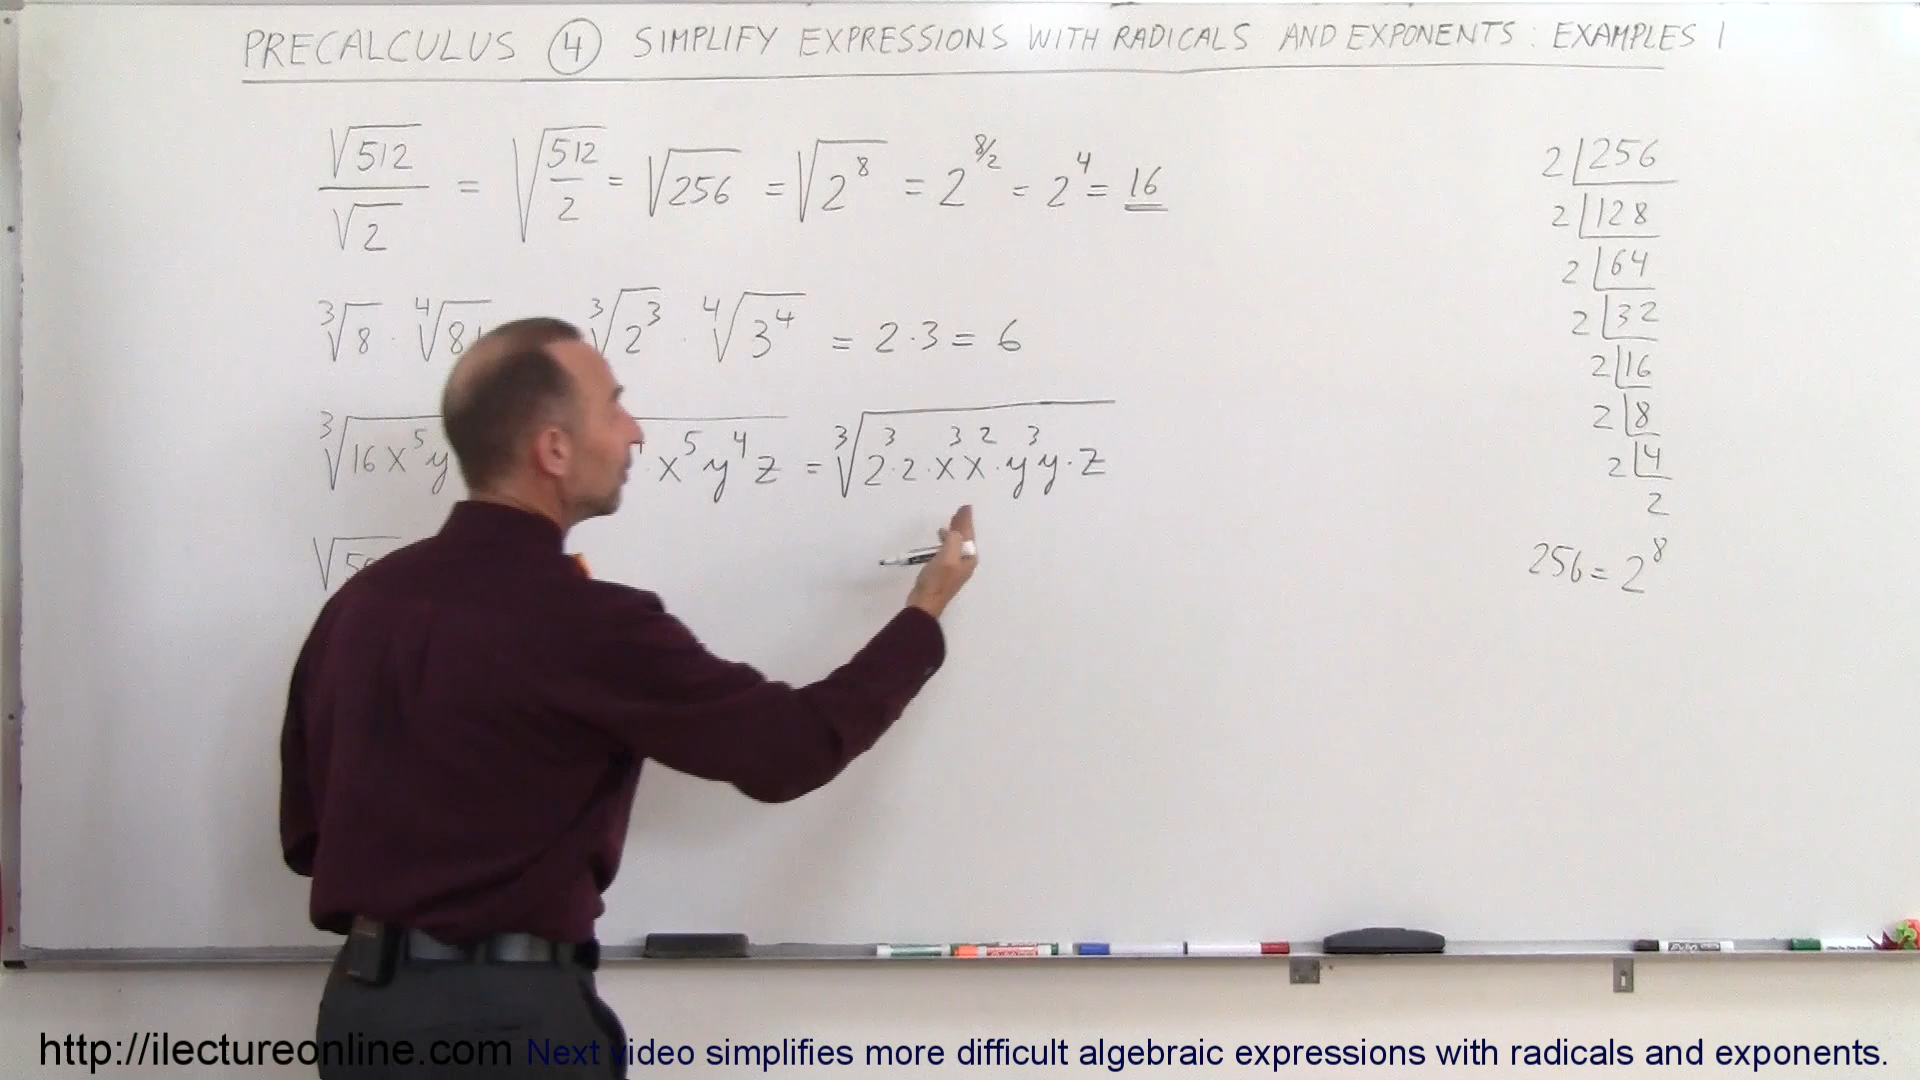 PRECALCULUS ④ SIMPLIFY EXPRESSIONS WITH RADICALS AND EXPONENTS: EXAMPLES 1
√512 / √2 = √(512/2) = √256 = √(2⁸) = 2^(8/2) = 2⁴ = 16
∛8 · ∜81 ∛(2³) · ∜(3⁴) = 2·3 = 6
∛(16x⁵y · x⁵y⁴z = ∛(2³·2·x³x²·y³y·z)
2 | 256
2 | 128
2 | 64
2 | 32
2 | 16
2 | 8
2 | 4
2
256 = 2⁸
http://ilectureonline.com Next video simplifies more difficult algebraic expressions with radicals and exponents.